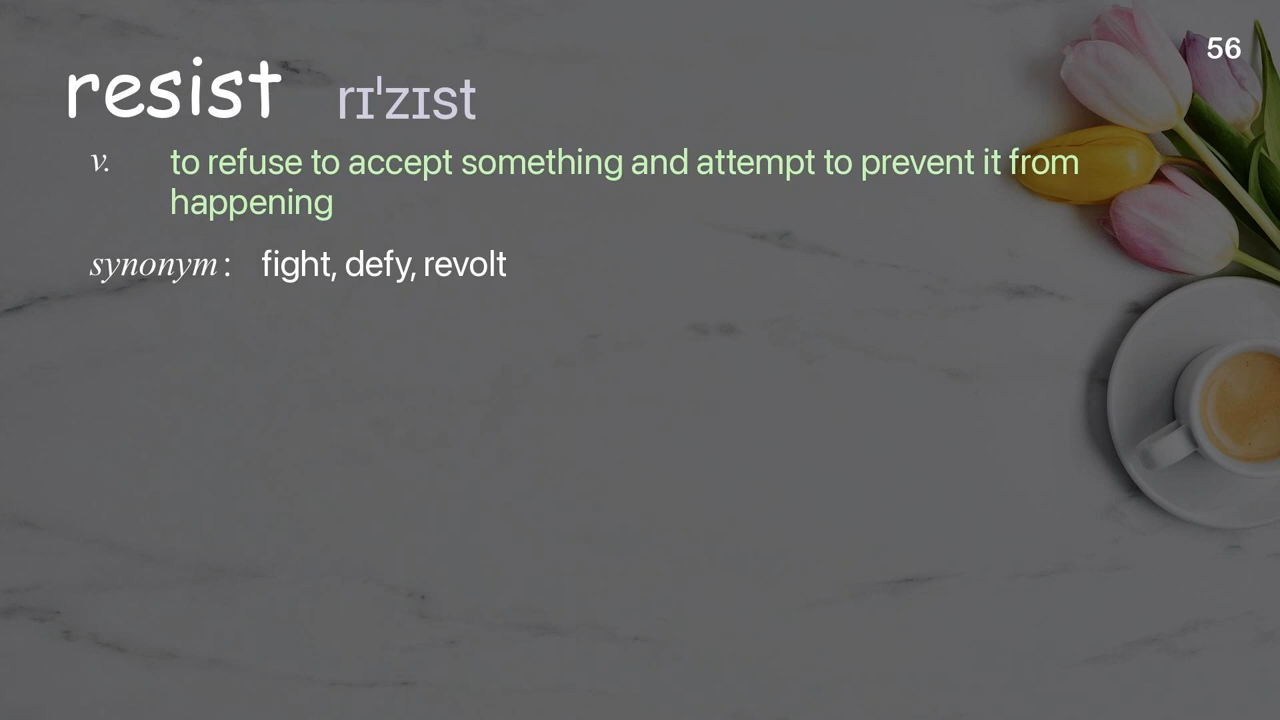 56
resist rɪˈzɪst
v. to refuse to accept something and attempt to prevent it from
happening
synonym : fight, defy, revolt